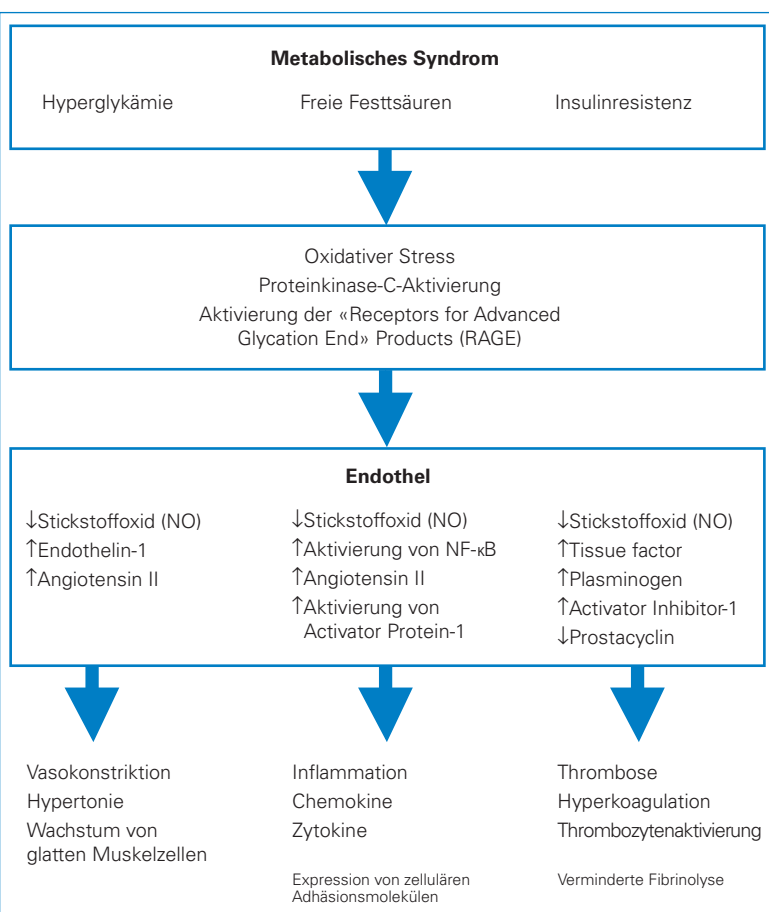 Metabolisches Syndrom
Hyperglykämie
Freie Festtsäuren
Insulinresistenz
Oxidativer Stress
Proteinkinase-C-Aktivierung
Aktivierung der «Receptors for Advanced
Glycation End» Products (RAGE)
Endothel
↓Stickstoffoxid (NO)
↑Endothelin-1
↑Angiotensin II
↓Stickstoffoxid (NO)
↑Aktivierung von NF-κB
↑Angiotensin II
↑Aktivierung von
Activator Protein-1
↓Stickstoffoxid (NO)
↑Tissue factor
↑Plasminogen
↑Activator Inhibitor-1
↓Prostacyclin
Vasokonstriktion
Hypertonie
Wachstum von
glatten Muskelzellen
Inflammation
Chemokine
Zytokine
Expression von zellulären
Adhäsionsmolekülen
Thrombose
Hyperkoagulation
Thrombozytenaktivierung
Verminderte Fibrinolyse